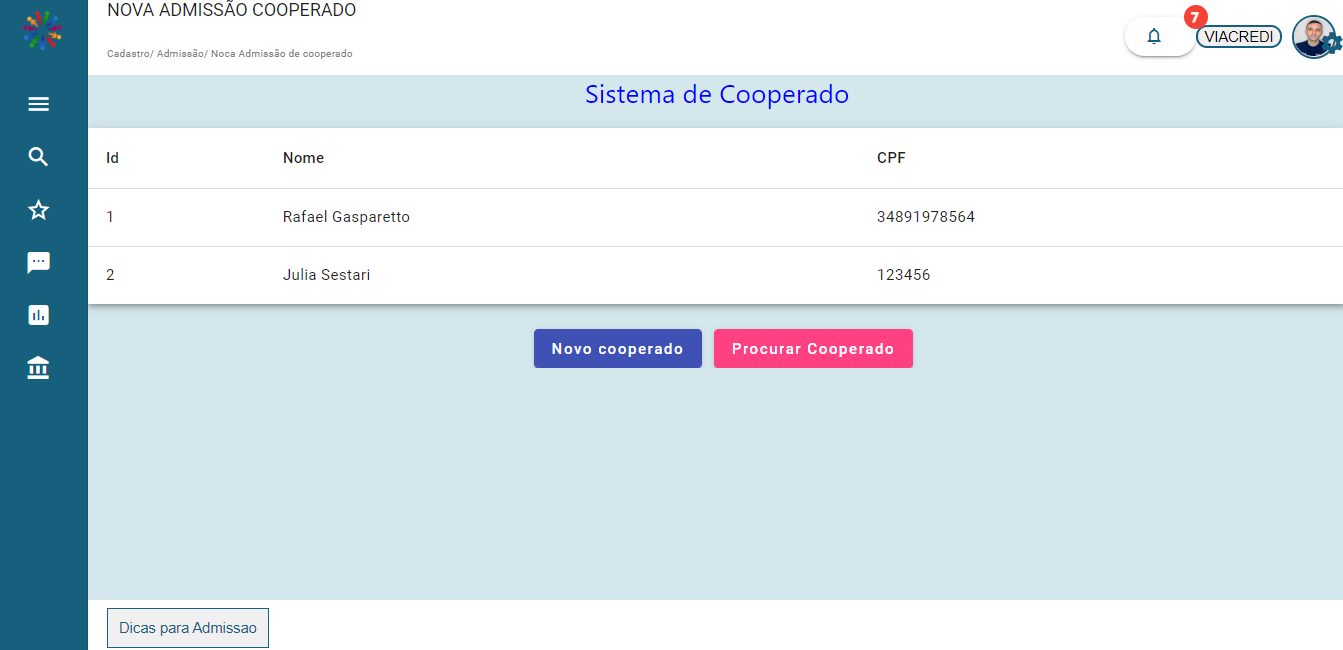 NOVA ADMISSÃO COOPERADO
Cadastro/ Admissão/ Noca Admissão de cooperado
7
VIACREDI
Sistema de Cooperado
Id Nome CPF
1 Rafael Gasparetto 34891978564
2 Julia Sestari 123456
Novo cooperado Procurar Cooperado
Dicas para Admissao